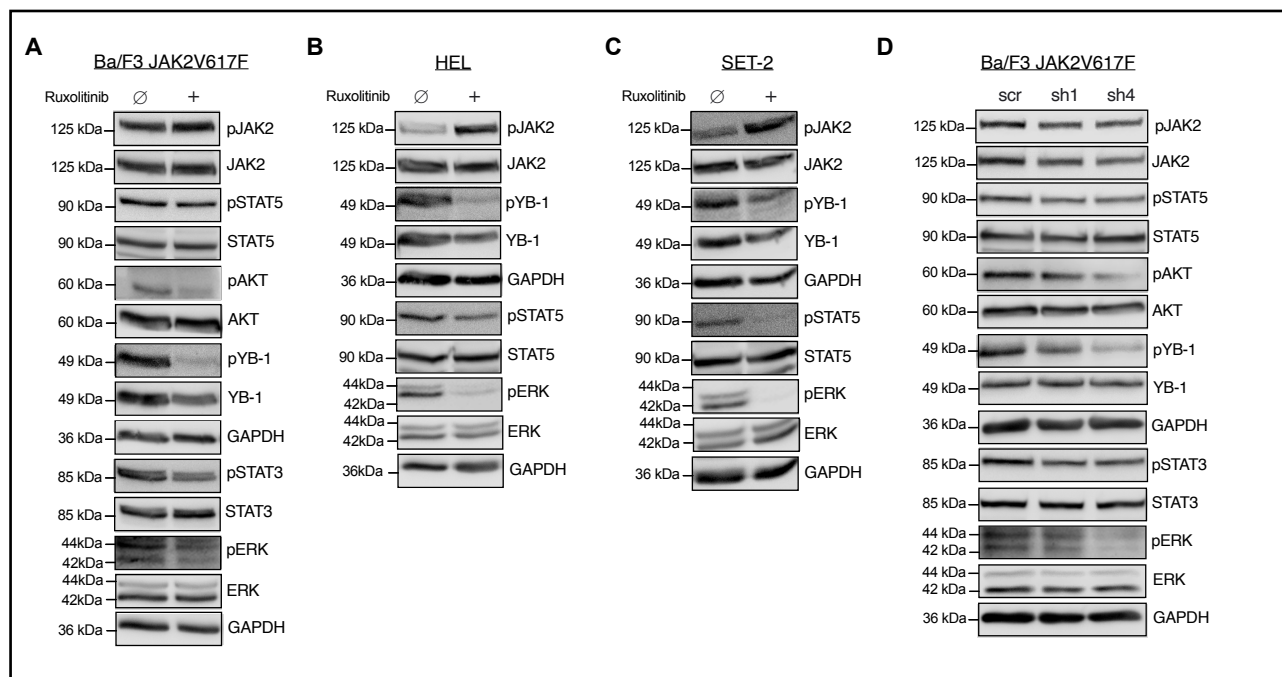 A
Ba/F3 JAK2V617F
Ruxolitinib ∅ +
125 kDa pJAK2
125 kDa JAK2
90 kDa pSTAT5
90 kDa STAT5
60 kDa pAKT
60 kDa AKT
49 kDa pYB-1
49 kDa YB-1
36 kDa GAPDH
85 kDa pSTAT3
85 kDa STAT3
44kDa
42kDa pERK
44kDa
42 kDa ERK
36 kDa GAPDH
B
HEL
Ruxolitinib ∅ +
125 kDa pJAK2
125 kDa JAK2
49 kDa pYB-1
49 kDa YB-1
36 kDa GAPDH
90 kDa pSTAT5
90 kDa STAT5
44kDa
42kDa pERK
44kDa
42kDa ERK
36kDa GAPDH
C
SET-2
Ruxolitinib ∅ +
125 kDa pJAK2
125 kDa JAK2
49 kDa pYB-1
49 kDa YB-1
36 kDa GAPDH
90 kDa pSTAT5
90 kDa STAT5
44kDa
42kDa pERK
44kDa
42kDa ERK
36 kDa GAPDH
D
Ba/F3 JAK2V617F
scr sh1 sh4
125 kDa pJAK2
125 kDa JAK2
90 kDa pSTAT5
90 kDa STAT5
60 kDa pAKT
60 kDa AKT
49 kDa pYB-1
49 kDa YB-1
36 kDa GAPDH
85 kDa pSTAT3
85 kDa STAT3
44 kDa
42 kDa pERK
44 kDa
42 kDa ERK
36 kDa GAPDH